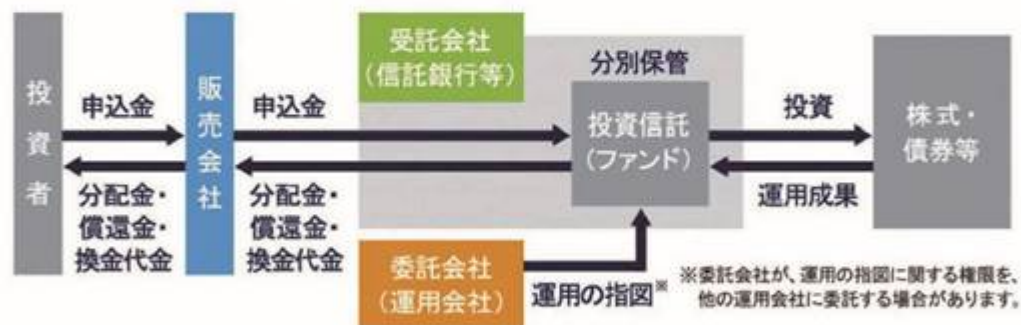 投資者
申込金
分配金・
償還金・
換金代金
販売会社
申込金
分配金・
償還金・
換金代金
受託会社
(信託銀行等)
分別保管
投資信託
(ファンド)
委託会社
(運用会社)
運用の指図※
投資
運用成果
株式・
債券等
※委託会社が、運用の指図に関する権限を、
他の運用会社に委託する場合があります。